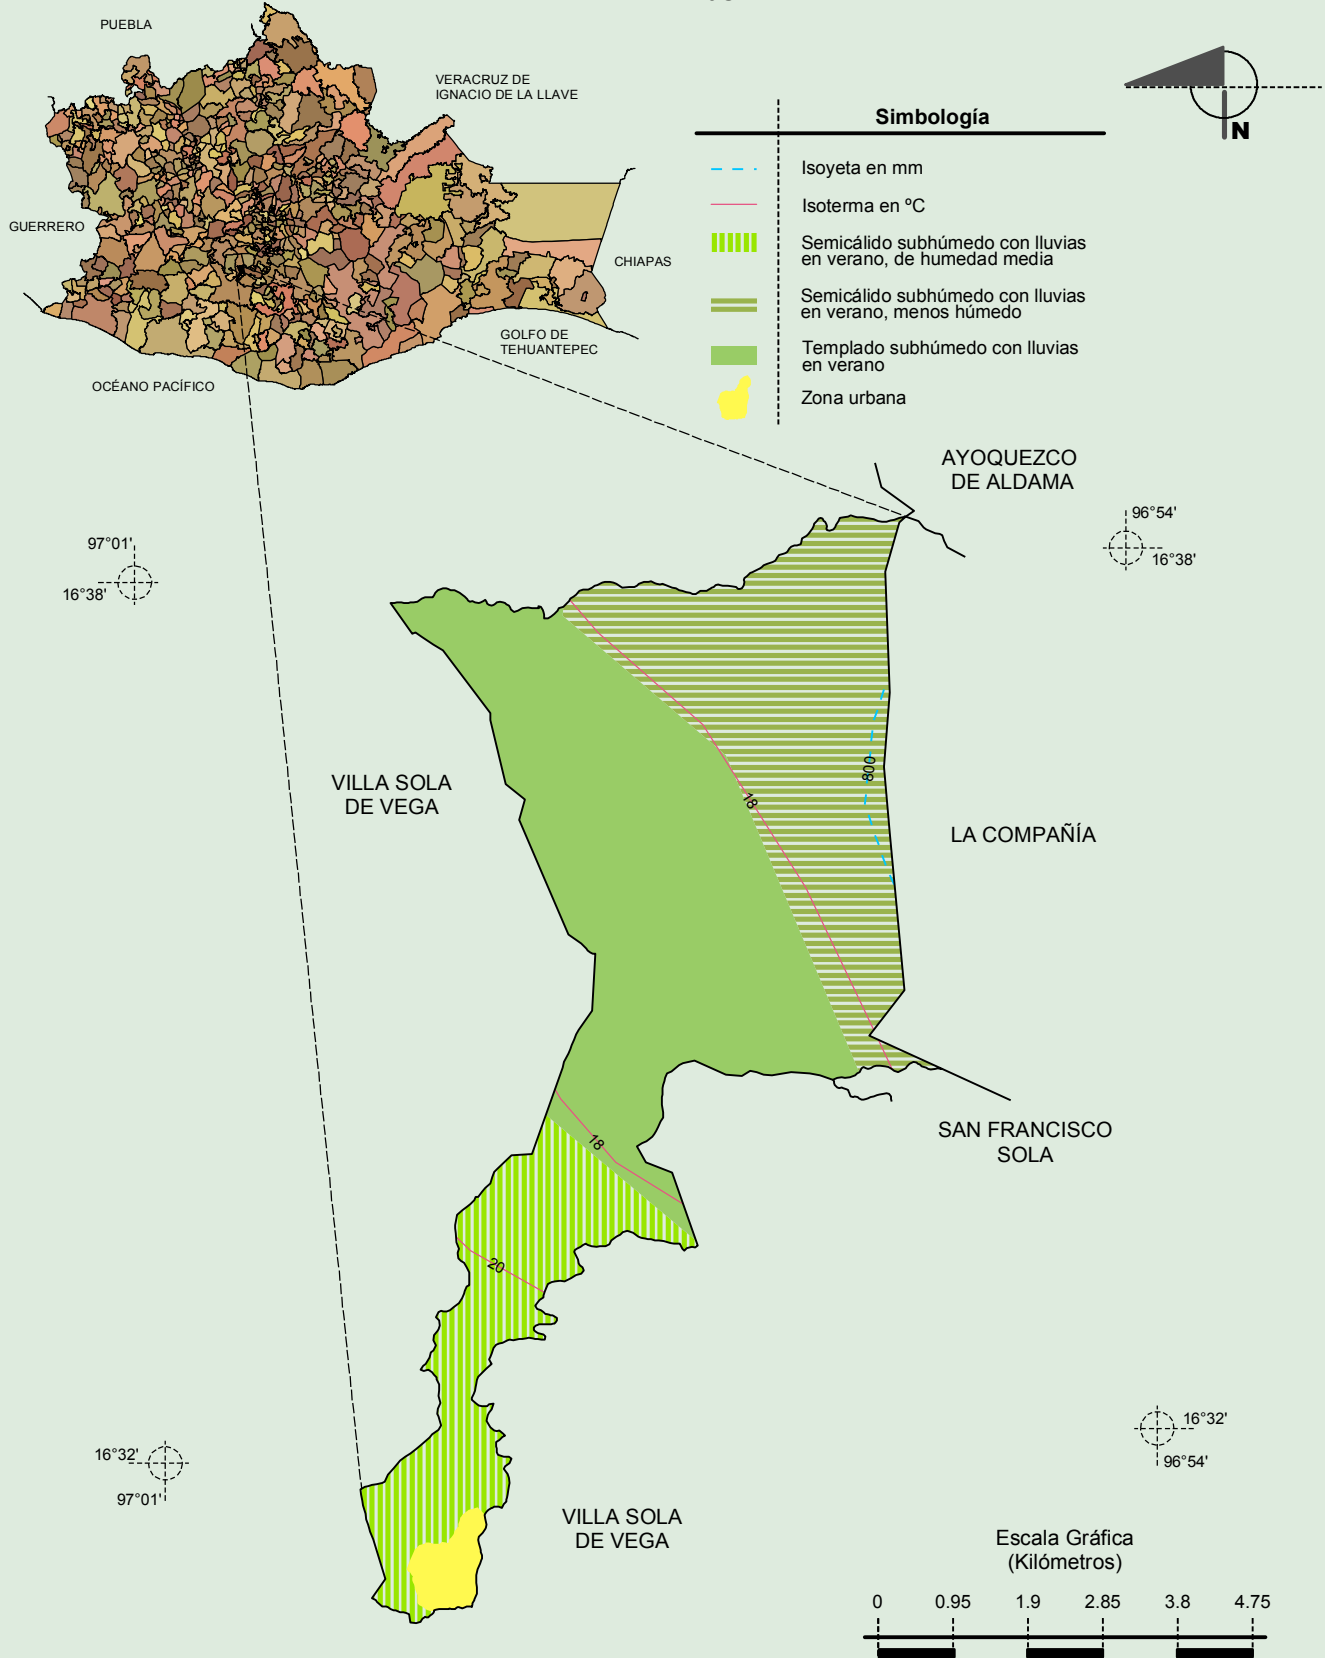 PUEBLA
VERACRUZ DE
IGNACIO DE LA LLAVE
GUERRERO
CHIAPAS
GOLFO DE
TEHUANTEPEC
OCÉANO PACÍFICO
N
Simbología
Isoyeta en mm
Isoterma en ºC
Semicálido subhúmedo con lluvias
en verano, de humedad media
Semicálido subhúmedo con lluvias
en verano, menos húmedo
Templado subhúmedo con lluvias
en verano
Zona urbana
AYOQUEZCO
DE ALDAMA
97°01'
16°38'
96°54'
16°38'
VILLA SOLA
DE VEGA
800
18
LA COMPAÑÍA
SAN FRANCISCO
SOLA
18
20
16°32'
97°01'
16°32'
96°54'
VILLA SOLA
DE VEGA
Escala Gráfica
(Kilómetros)
0 0.95 1.9 2.85 3.8 4.75